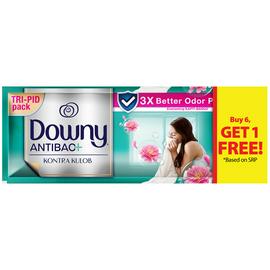 TRI-PID
pack
Downy
ANTIBAC+
KONTRA KULOB
3X Better Odor P
Buy 6,
GET 1
FREE!
*Based on SRP